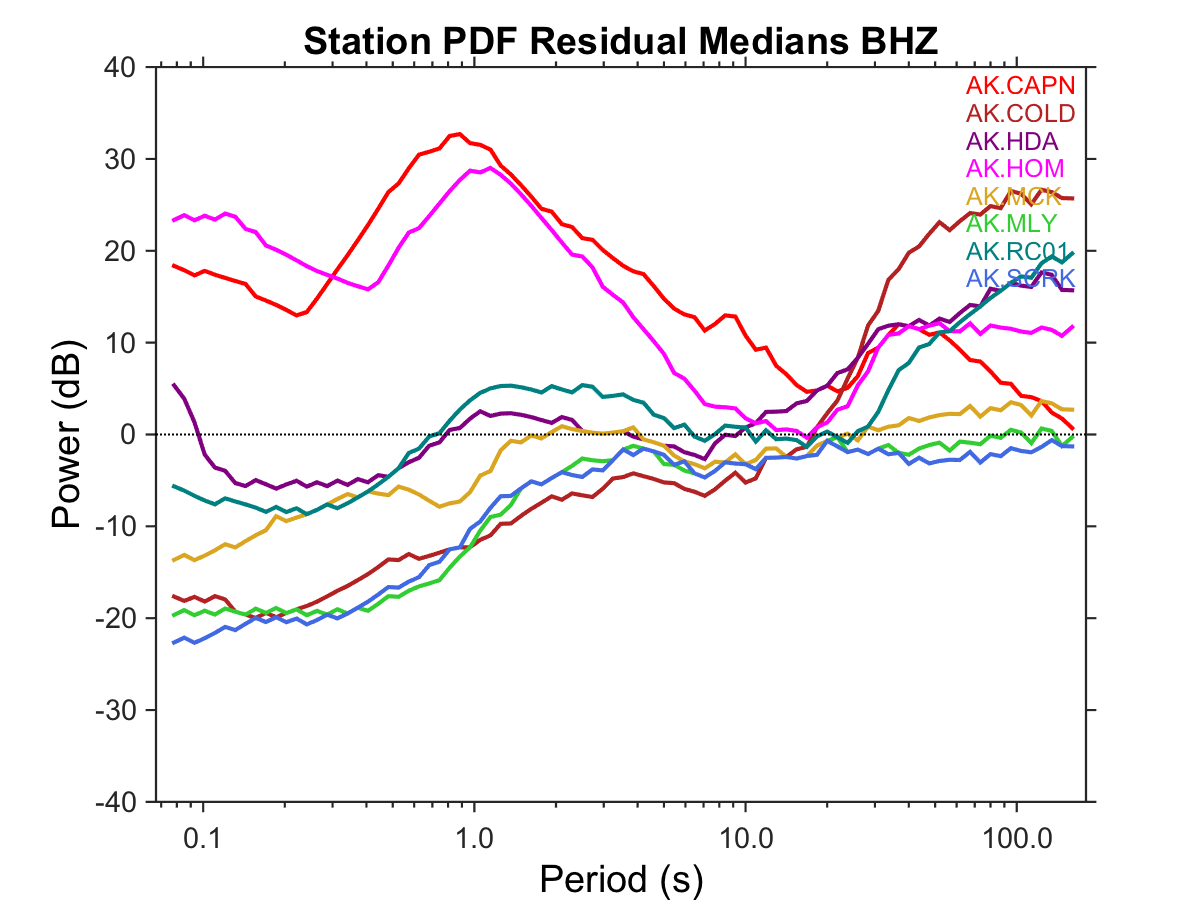 Station PDF Residual Medians BHZ
40
30
20
10
0
-10
-20
-30
-40
Power (dB)
AK.CAPN
AK.COLD
AK.HDA
AK.HOM
AK.MCK
AK.MLY
AK.RC01
AK.SCRK
0.1 1.0 10.0 100.0
Period (s)